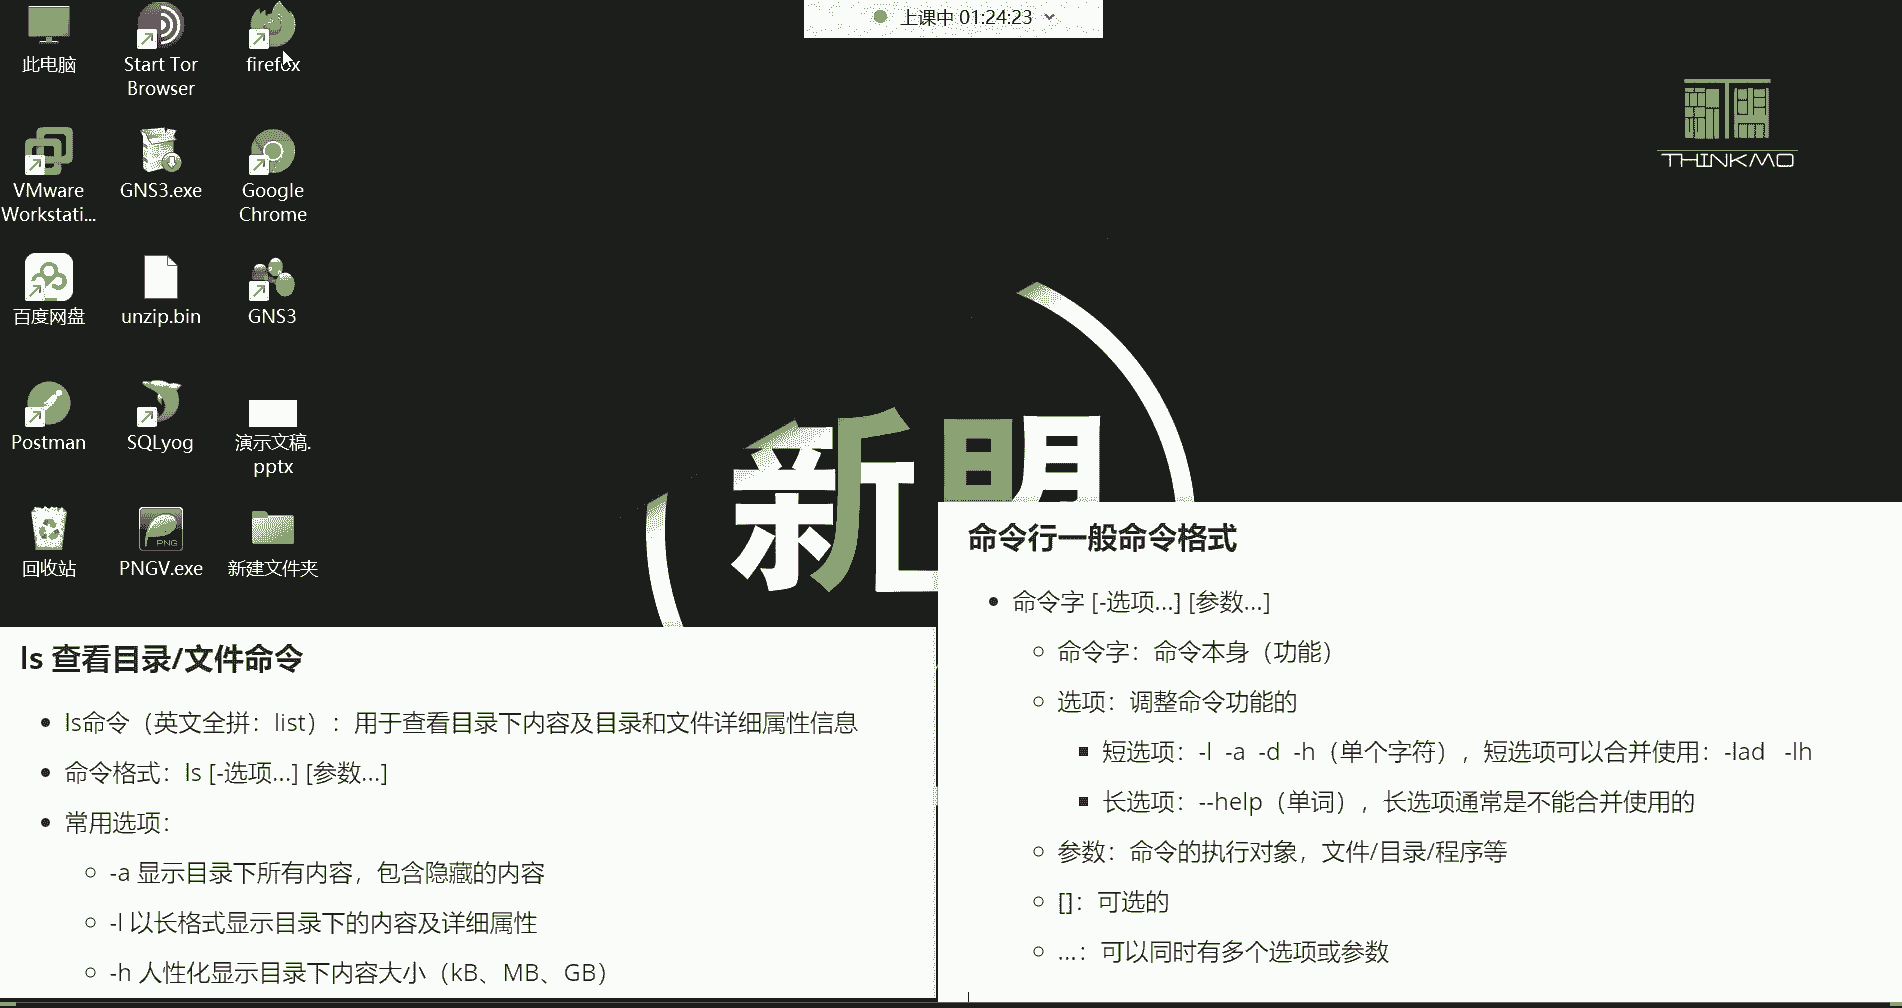 上课中 01:24:23
此电脑
Start Tor
Browser
firefox
THINKMO
VMware
Workstati...
GNS3.exe
Google
Chrome
百度网盘
unzip.bin
GNS3
Postman
SQLyog
演示文稿.
pptx
PNG
回收站
PNGV.exe
新建文件夹
新明
ls 查看目录/文件命令
ls命令（英文全拼：list）：用于查看目录下内容及目录和文件详细属性信息
命令格式：ls [-选项...] [参数...]
常用选项：
-a 显示目录下所有内容，包含隐藏的内容
-l 以长格式显示目录下的内容及详细属性
-h 人性化显示目录下内容大小（kB、MB、GB）
命令行一般命令格式
命令字 [-选项...] [参数...]
命令字：命令本身（功能）
选项：调整命令功能的
短选项：-l -a -d -h（单个字符），短选项可以合并使用：-lad -lh
长选项：--help（单词），长选项通常是不能合并使用的
参数：命令的执行对象，文件/目录/程序等
[]：可选的
...：可以同时有多个选项或参数